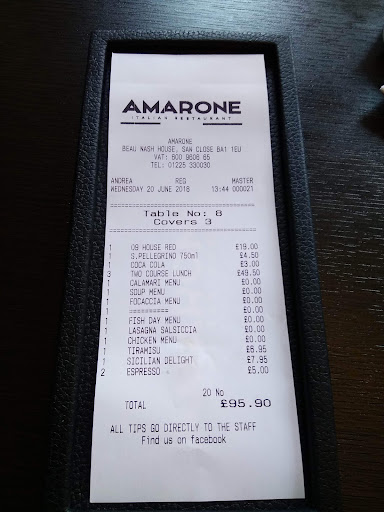 AMARONE
ITALIAN RESTAURANT
AMARONE
BEAU NASH HOUSE, SAW CLOSE BA1 1EU
VAT: 800 9606 65
TEL: 01225 330030
ANDREA REG MASTER
WEDNESDAY 20 JUNE 2018 13:44 000021
Table No: 8
Covers 3
1 09 HOUSE RED £19.00
1 S.PELLEGRINO 750ml £4.50
1 COCA COLA £3.00
3 TWO COURSE LUNCH £49.50
1 CALAMARI MENU £0.00
1 SOUP MENU £0.00
1 FOCACCIA MENU £0.00
1 ========== £0.00
1 FISH DAY MENU £0.00
1 LASAGNA SALSICCIA £0.00
1 CHICKEN MENU £0.00
1 TIRAMISU £6.95
1 SICILIAN DELIGHT £7.95
2 ESPRESSO £5.00
20 No
TOTAL £95.90
ALL TIPS GO DIRECTLY TO THE STAFF
Find us on facebook